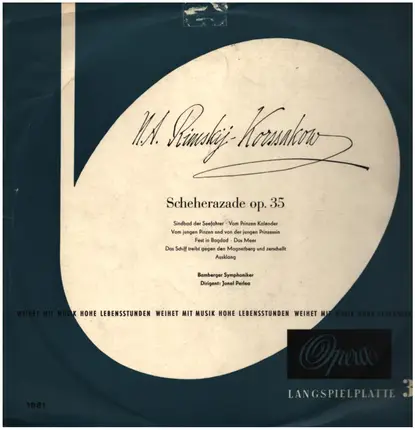 N. A. Rimskij-Korssakow
Scheherazade op. 35
Sindbad der Seefahrer · Vom Prinzen Kalender
Vom jungen Prinzen und von der jungen Prinzessin
Fest in Bagdad · Das Meer
Das Schiff treibt gegen den Magnetberg und zerschellt
Ausklang
Bamberger Symphoniker
Dirigent: Jonel Perlea
WEIHET MIT MUSIK HOHE LEBENSSTUNDEN WEIHET MIT MUSIK HOHE LEBENSSTUNDEN WEIHET MIT MUSIK HOHE LEBENSSTUNDEN
Opera
LANGSPIELPLATTE 3